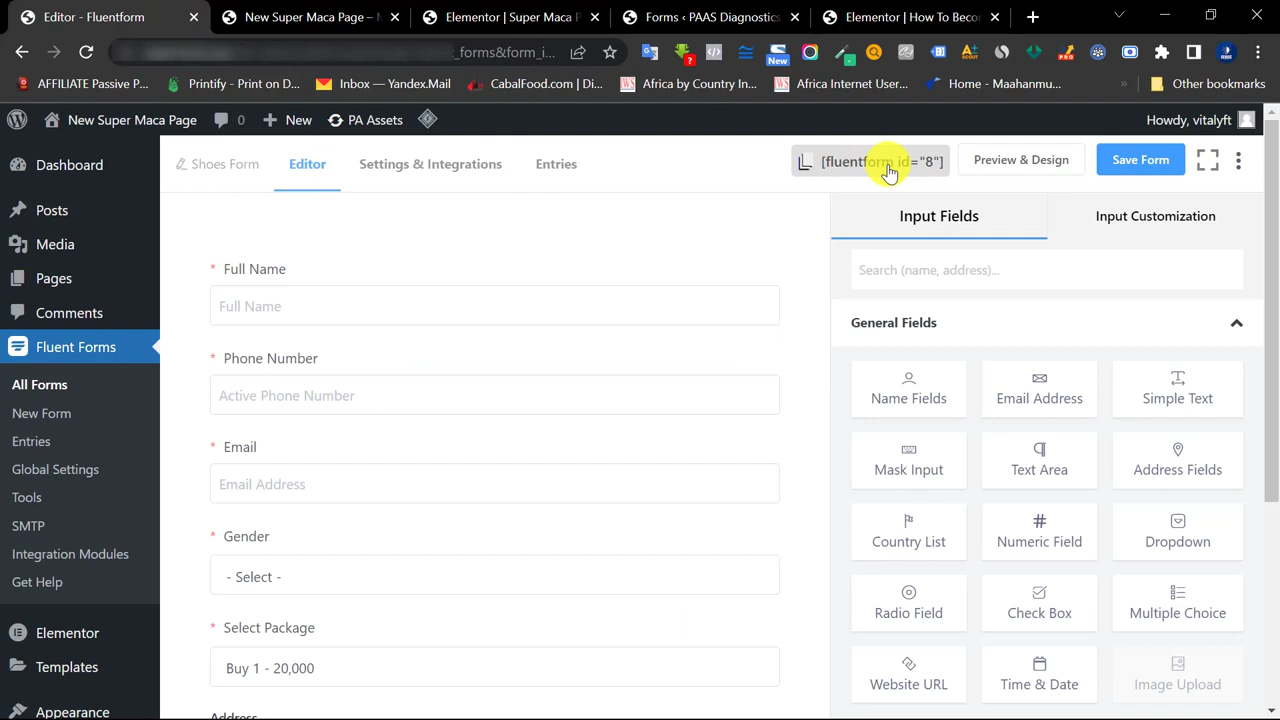 Editor - Fluentform
New Super Maca Page –
Elementor | Super Maca P
Forms ‹ PAAS Diagnostics
Elementor | How To Becor
_forms&form_i...
New
PRO
AFFILIATE Passive P...
Printify - Print on D...
Inbox — Yandex.Mail
CabalFood.com | Di...
Africa by Country In...
Africa Internet User...
Home - Maahanmu...
»
Other bookmarks
New Super Maca Page
0
New
PA Assets
Howdy, vitalyft
Dashboard
Posts
Media
Pages
Comments
Fluent Forms
All Forms
New Form
Entries
Global Settings
Tools
SMTP
Integration Modules
Get Help
Elementor
Templates
Appearance
Shoes Form
Editor
Settings & Integrations
Entries
[fluentform id="8"]
Preview & Design
Save Form
* Full Name
Full Name
* Phone Number
Active Phone Number
* Email
Email Address
* Gender
- Select -
* Select Package
Buy 1 - 20,000
Address
Input Fields
Input Customization
Search (name, address)...
General Fields
Name Fields
Email Address
Simple Text
Mask Input
Text Area
Address Fields
Country List
Numeric Field
Dropdown
Radio Field
Check Box
Multiple Choice
Website URL
Time & Date
Image Upload